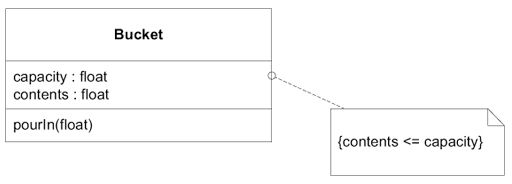 Bucket
capacity : float
contents : float
pourIn(float)
{contents <= capacity}